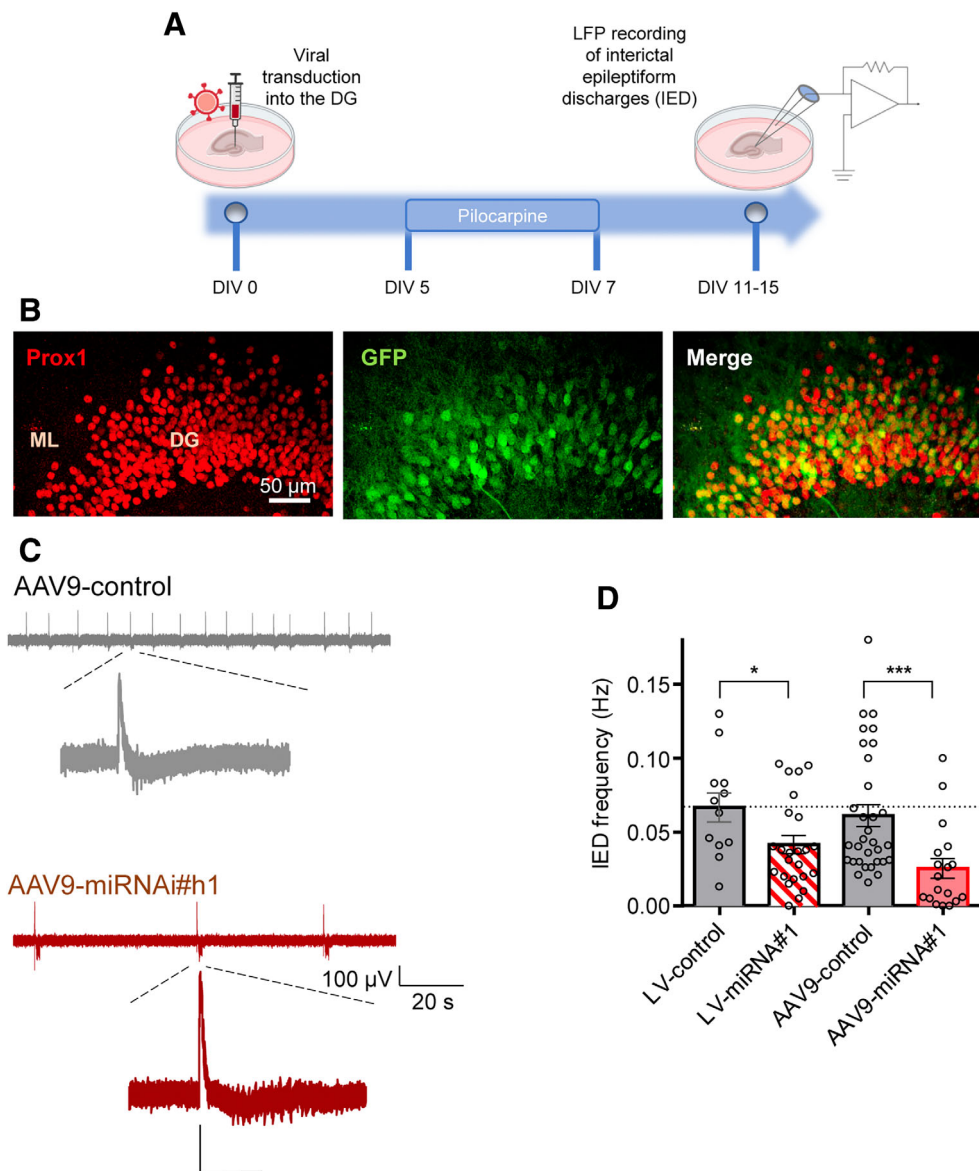 A
Viral
transduction
into the DG
LFP recording
of interictal
epileptiform
discharges (IED)
Pilocarpine
DIV 0
DIV 5
DIV 7
DIV 11-15
B
Prox1
ML
DG
50 µm
GFP
Merge
C
AAV9-control
AAV9-miRNAi#h1
100 µV
20 s
D
IED frequency (Hz)
0.15
0.10
0.05
0.00
*
***
LV-control
LV-miRNA#1
AAV9-control
AAV9-miRNA#1